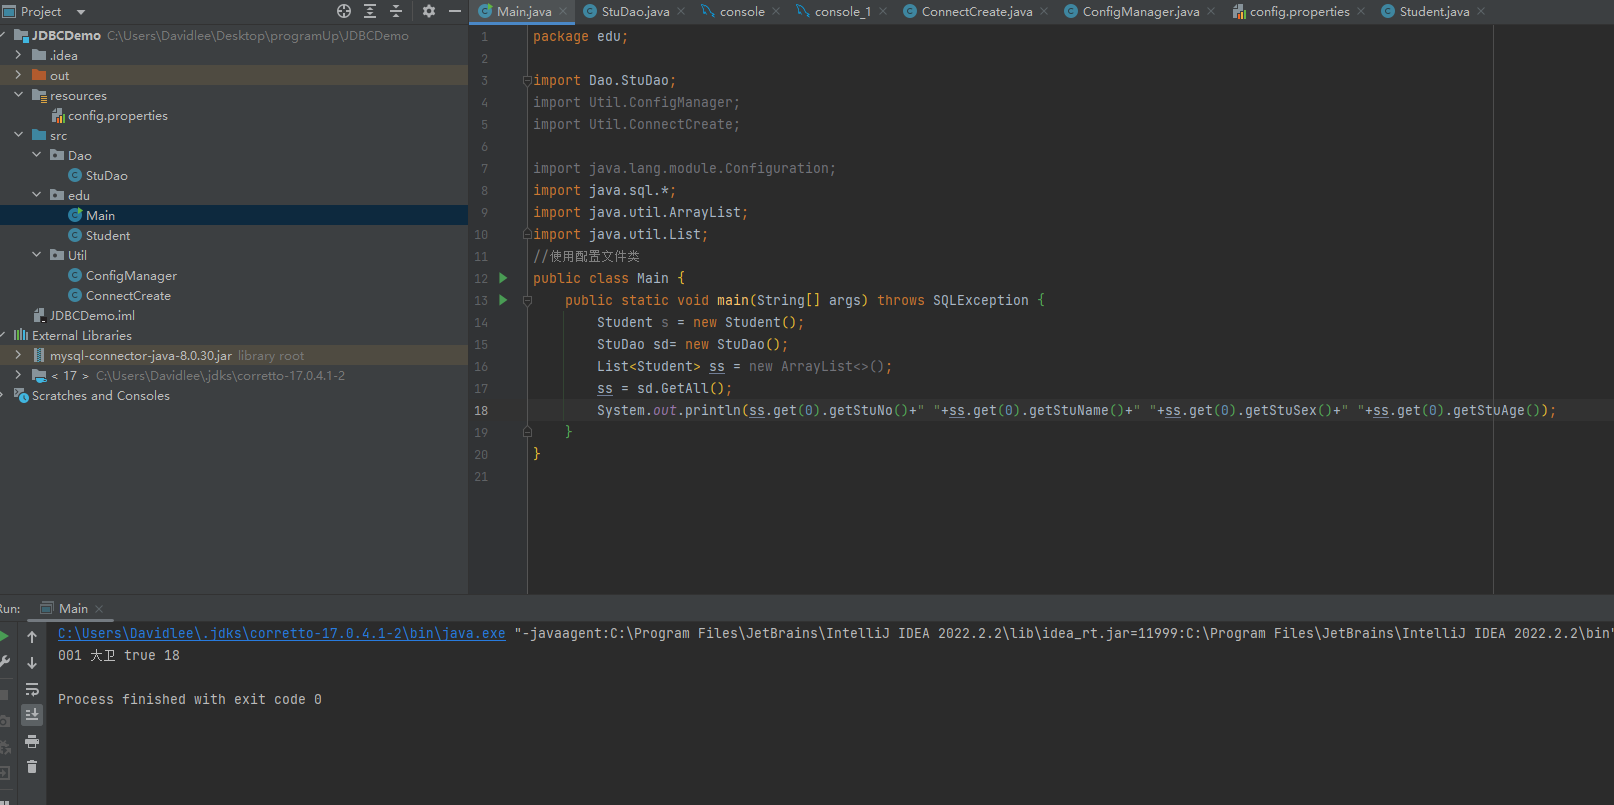 Project
JDBCDemo C:\Users\Davidlee\Desktop\programUp\JDBCDemo
.idea
out
resources
config.properties
src
Dao
StuDao
edu
Main
Student
Util
ConfigManager
ConnectCreate
JDBCDemo.iml
External Libraries
mysql-connector-java-8.0.30.jar library root
< 17 > C:\Users\Davidlee\.jdks\corretto-17.0.4.1-2
Scratches and Consoles
Main.java StuDao.java console console_1 ConnectCreate.java ConfigManager.java config.properties Student.java
1 package edu;
2
3 import Dao.StuDao;
4 import Util.ConfigManager;
5 import Util.ConnectCreate;
6
7 import java.lang.module.Configuration;
8 import java.sql.*;
9 import java.util.ArrayList;
10 import java.util.List;
11 //使用配置文件类
12 public class Main {
13 public static void main(String[] args) throws SQLException {
14 Student s = new Student();
15 StuDao sd= new StuDao();
16 List<Student> ss = new ArrayList<>();
17 ss = sd.GetAll();
18 System.out.println(ss.get(0).getStuNo()+" "+ss.get(0).getStuName()+" "+ss.get(0).getStuSex()+" "+ss.get(0).getStuAge());
19 }
20 }
21
Run: Main
C:\Users\Davidlee\.jdks\corretto-17.0.4.1-2\bin\java.exe "-javaagent:C:\Program Files\JetBrains\IntelliJ IDEA 2022.2.2\lib\idea_rt.jar=11999:C:\Program Files\JetBrains\IntelliJ IDEA 2022.2.2\bin"
001 大卫 true 18
Process finished with exit code 0